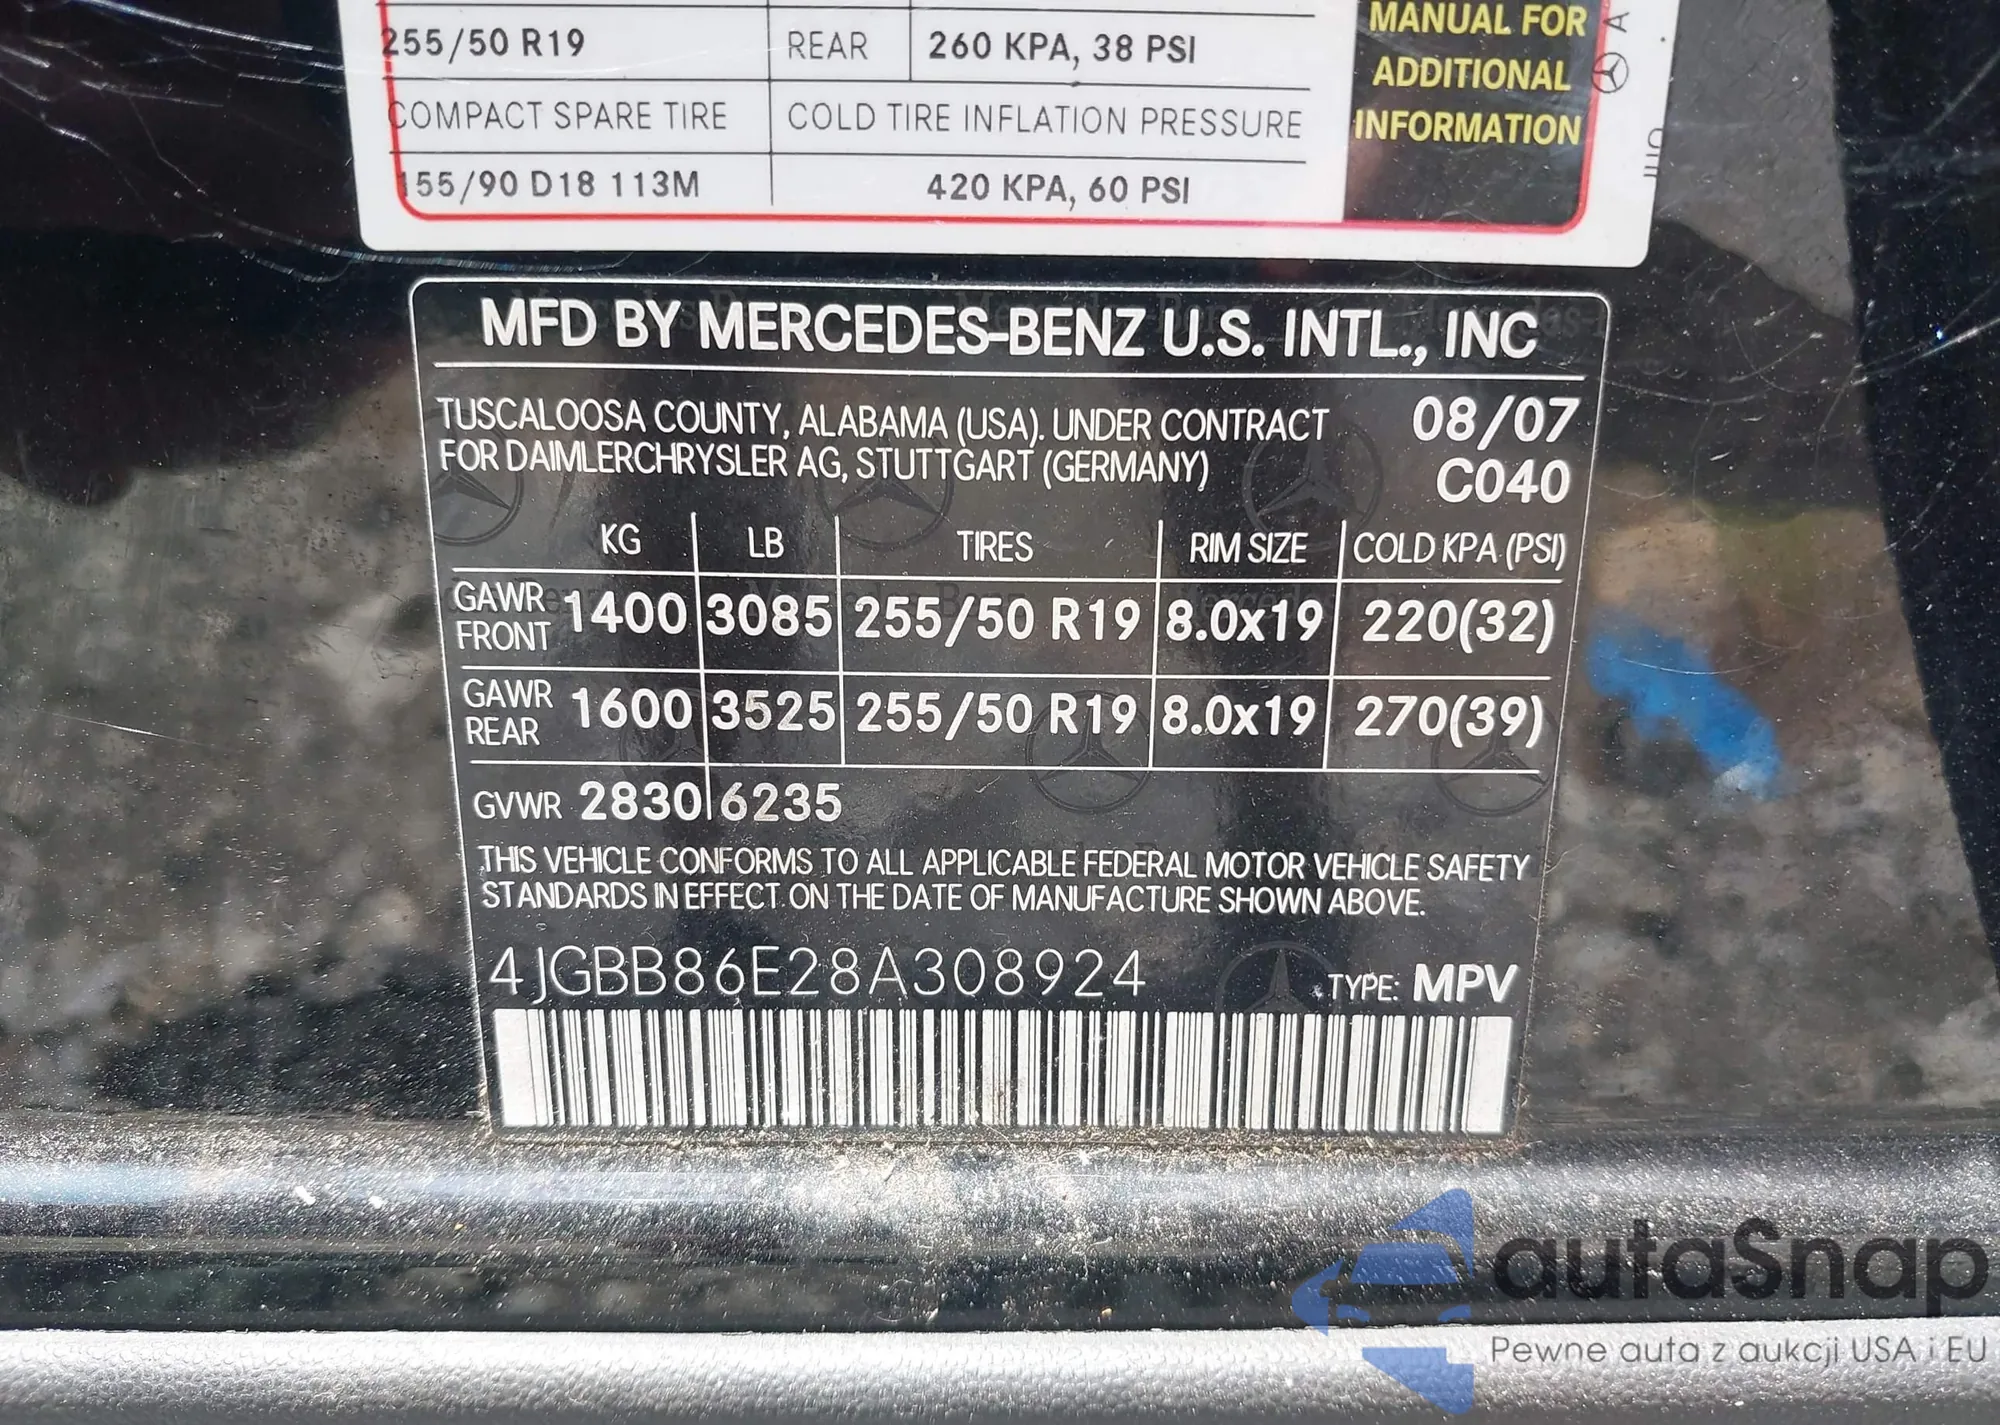 255/50 R19 REAR 260 KPA, 38 PSI
COMPACT SPARE TIRE COLD TIRE INFLATION PRESSURE
155/90 D18 113M 420 KPA, 60 PSI
MANUAL FOR
ADDITIONAL
INFORMATION
A
MFD BY MERCEDES-BENZ U.S. INTL., INC
TUSCALOOSA COUNTY, ALABAMA (USA). UNDER CONTRACT 08/07
FOR DAIMLERCHRYSLER AG, STUTTGART (GERMANY) C040
KG LB TIRES RIM SIZE COLD KPA (PSI)
GAWR FRONT 1400 3085 255/50 R19 8.0x19 220(32)
GAWR REAR 1600 3525 255/50 R19 8.0x19 270(39)
GVWR 2830 6235
THIS VEHICLE CONFORMS TO ALL APPLICABLE FEDERAL MOTOR VEHICLE SAFETY
STANDARDS IN EFFECT ON THE DATE OF MANUFACTURE SHOWN ABOVE.
4JGBB86E28A308924 TYPE: MPV
autaSnap
Pewne auta z aukcji USA i EU